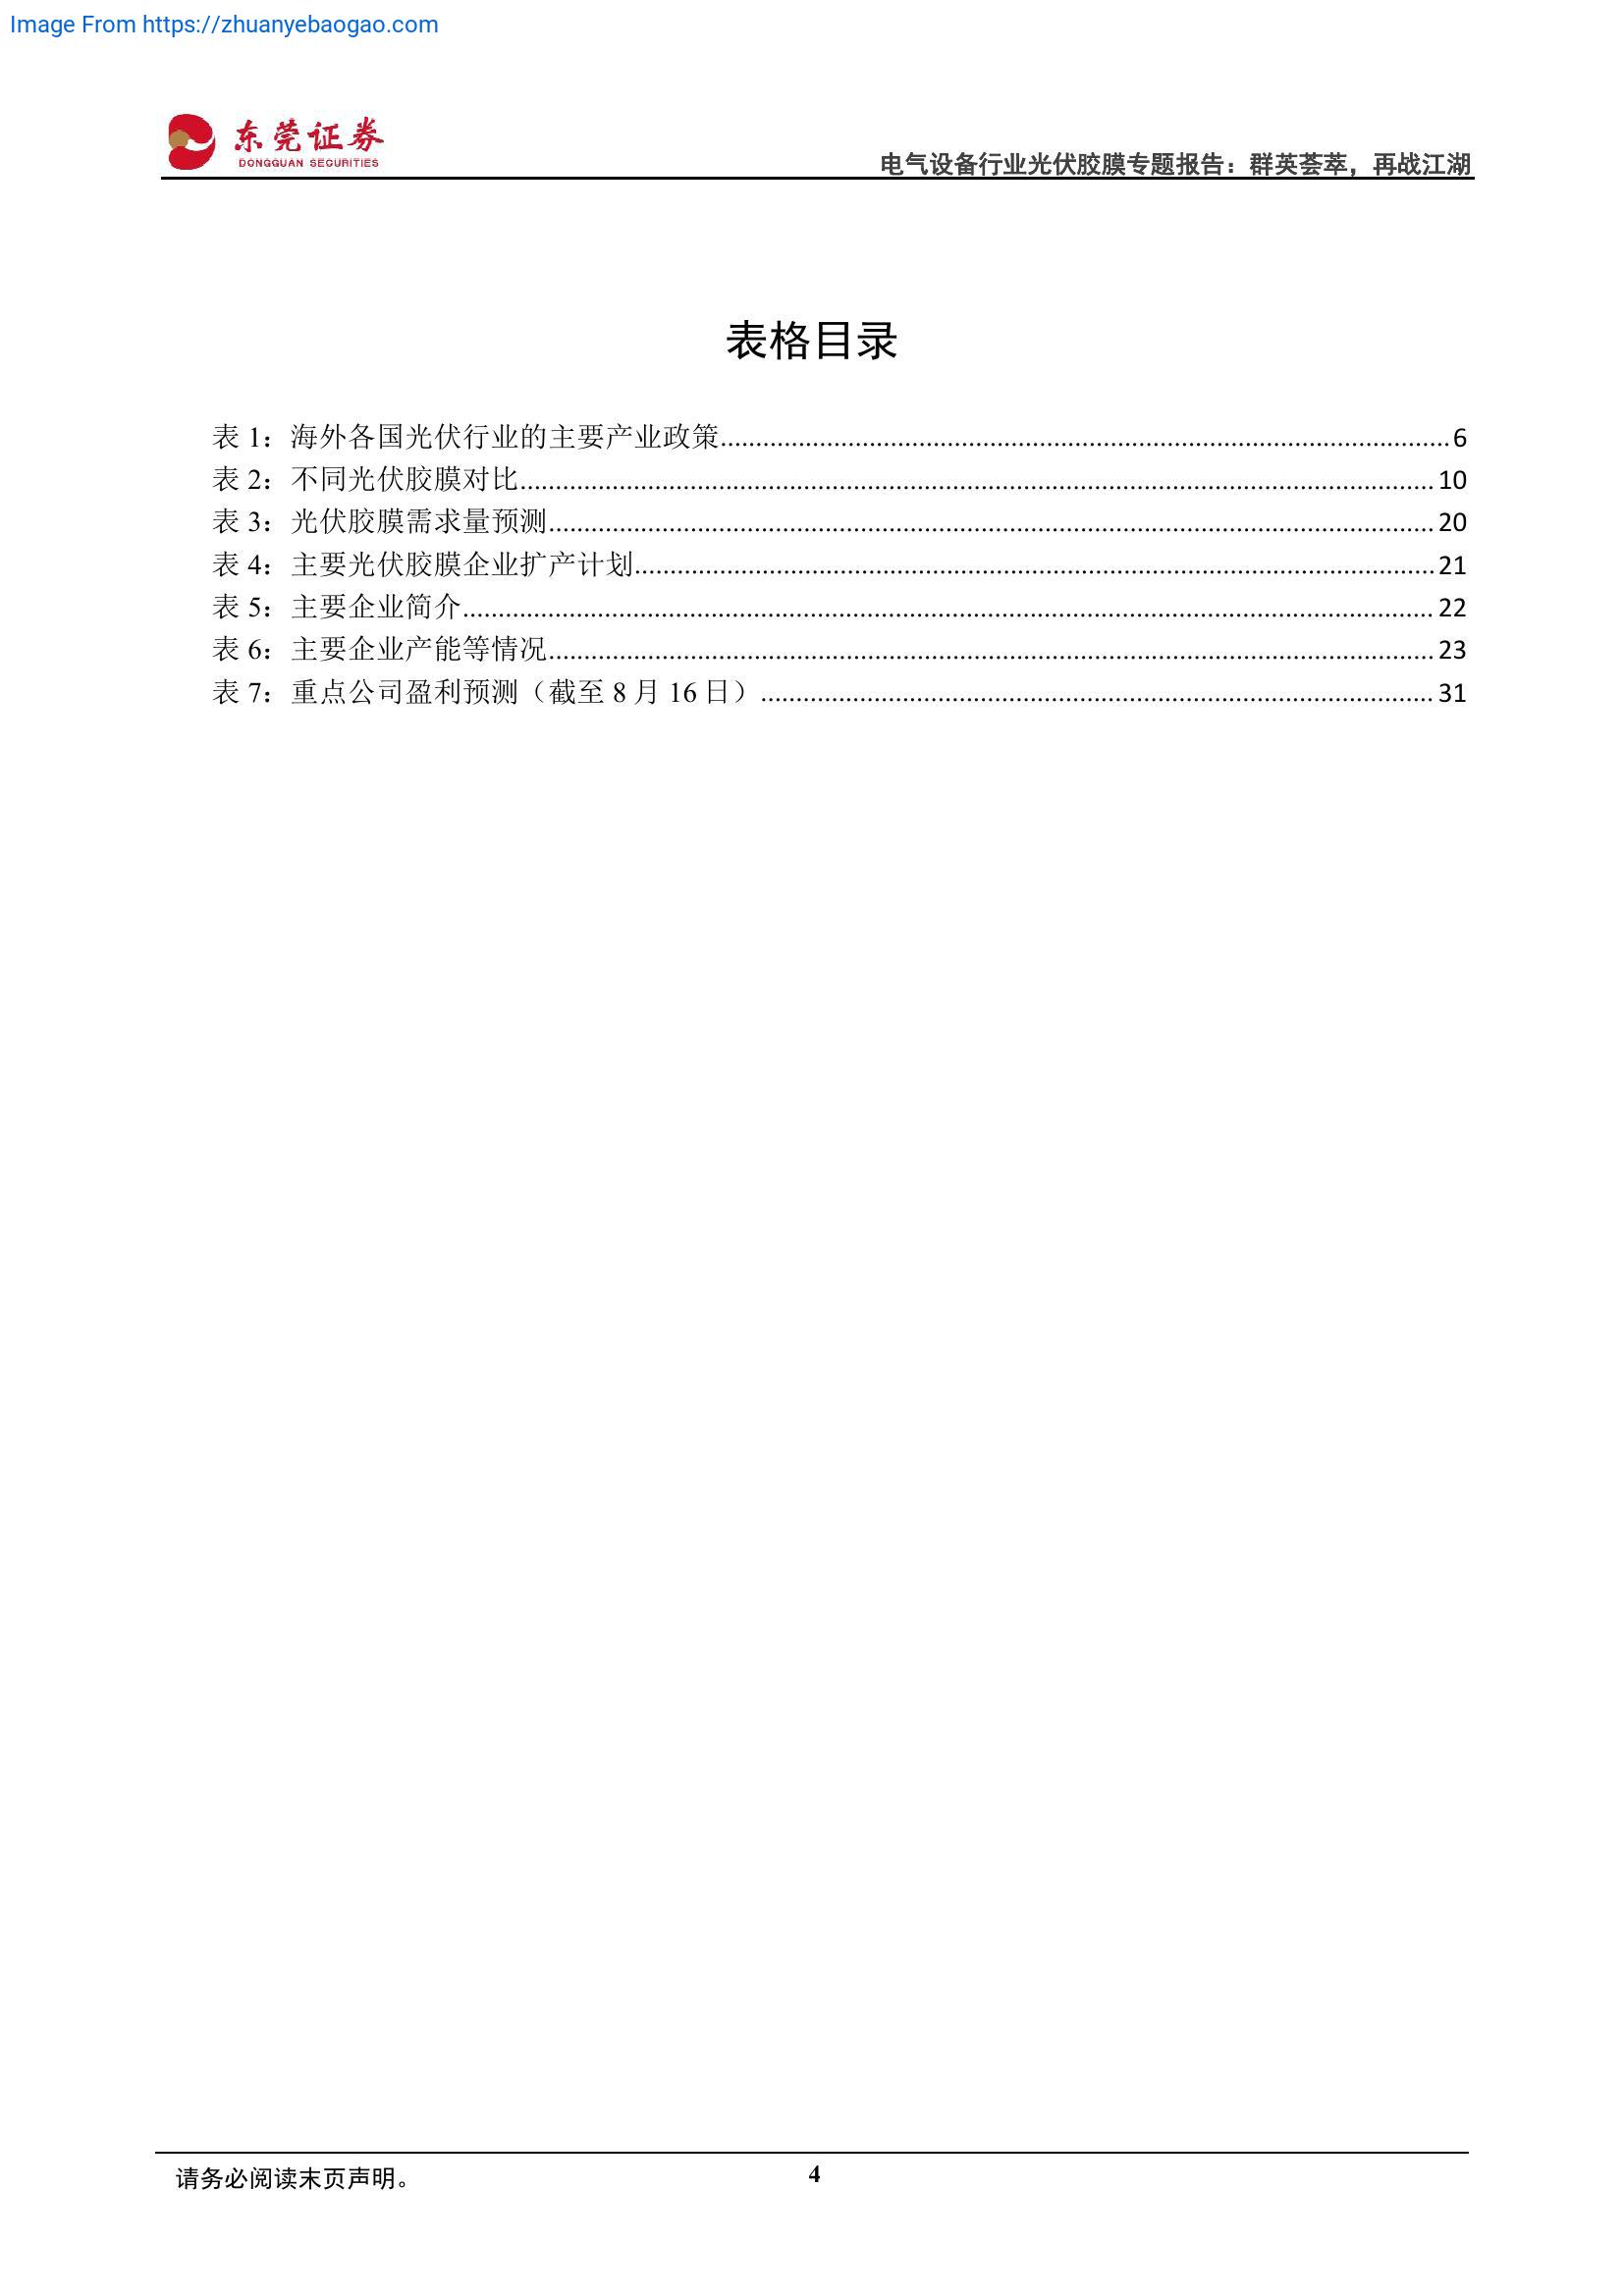 Image From https://zhuanyebaogao.com
东莞证券
DONGGUAN SECURITIES
电气设备行业光伏胶膜专题报告：群英荟萃，再战江湖
表格目录
表 1：海外各国光伏行业的主要产业政策 6
表 2：不同光伏胶膜对比 10
表 3：光伏胶膜需求量预测 20
表 4：主要光伏胶膜企业扩产计划 21
表 5：主要企业简介 22
表 6：主要企业产能等情况 23
表 7：重点公司盈利预测（截至 8 月 16 日） 31
请务必阅读末页声明。
4